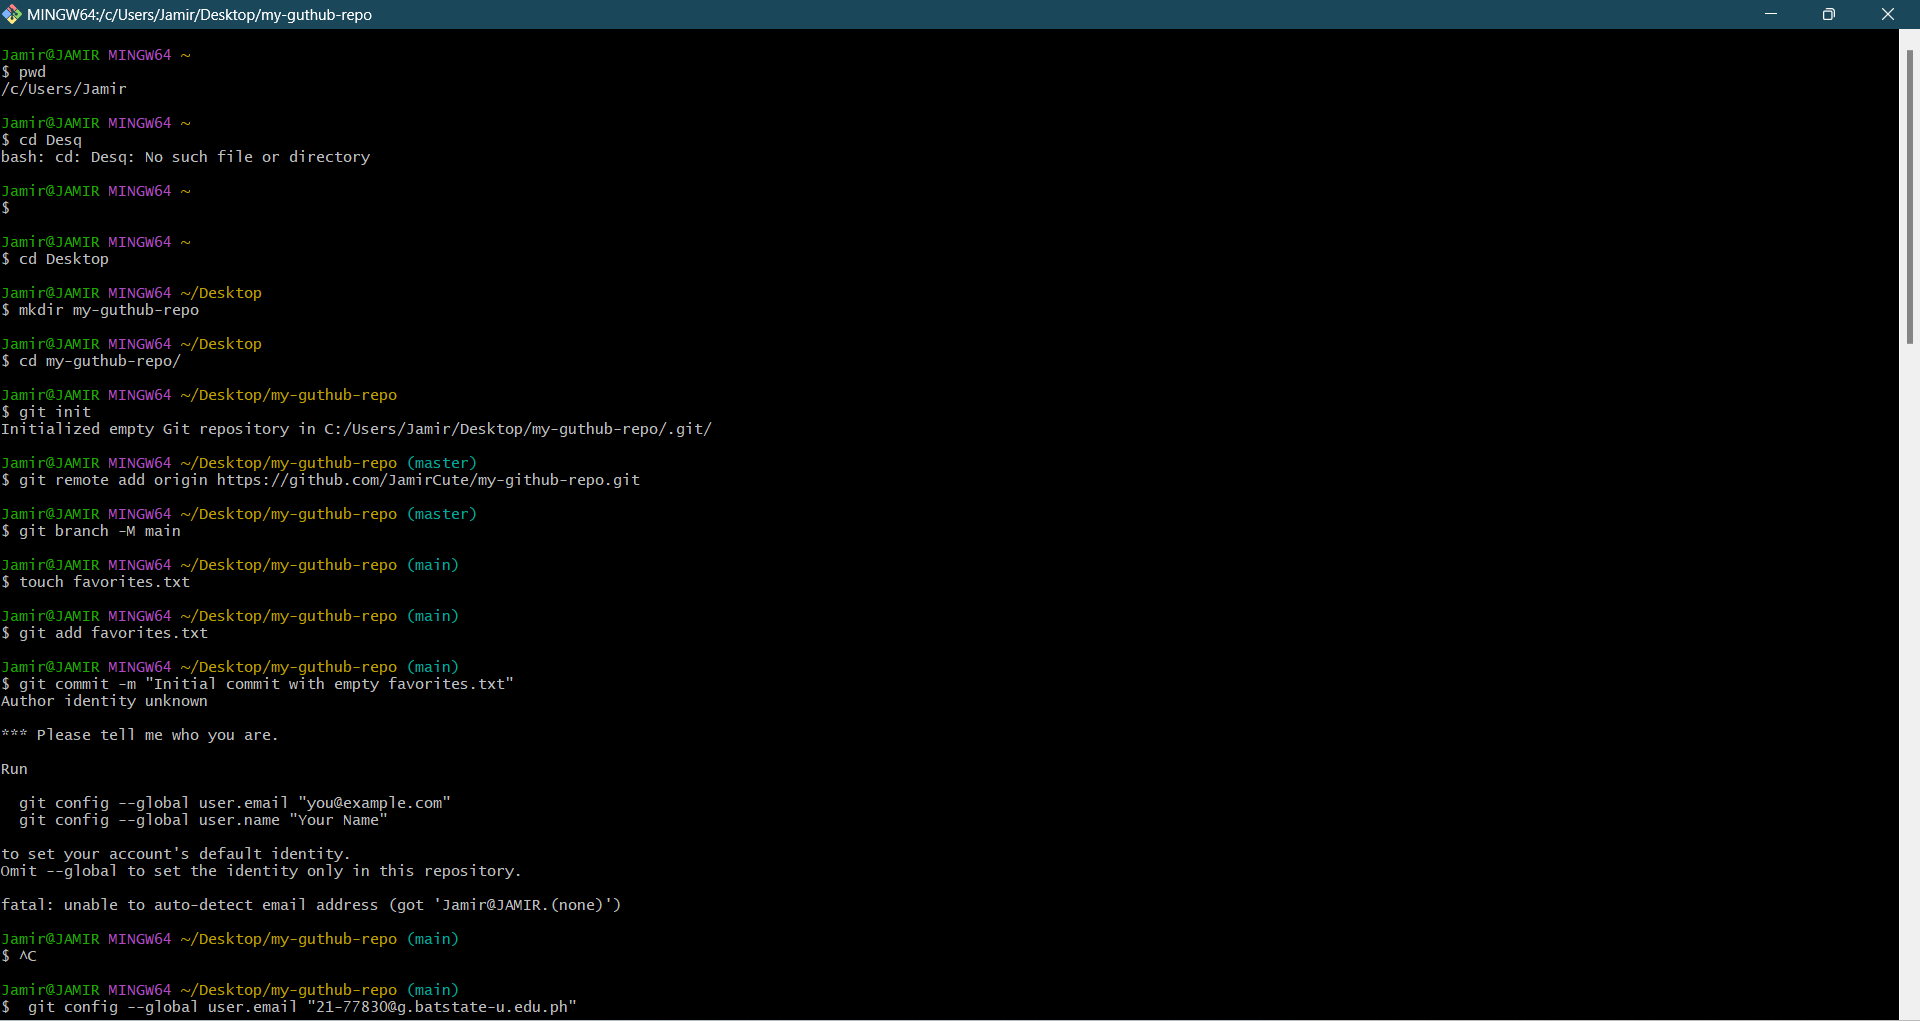 MINGW64:/c/Users/Jamir/Desktop/my-guthub-repo
Jamir@JAMIR MINGW64 ~
$ pwd
/c/Users/Jamir
Jamir@JAMIR MINGW64 ~
$ cd Desq
bash: cd: Desq: No such file or directory
Jamir@JAMIR MINGW64 ~
$
Jamir@JAMIR MINGW64 ~
$ cd Desktop
Jamir@JAMIR MINGW64 ~/Desktop
$ mkdir my-guthub-repo
Jamir@JAMIR MINGW64 ~/Desktop
$ cd my-guthub-repo/
Jamir@JAMIR MINGW64 ~/Desktop/my-guthub-repo
$ git init
Initialized empty Git repository in C:/Users/Jamir/Desktop/my-guthub-repo/.git/
Jamir@JAMIR MINGW64 ~/Desktop/my-guthub-repo (master)
$ git remote add origin https://github.com/JamirCute/my-github-repo.git
Jamir@JAMIR MINGW64 ~/Desktop/my-guthub-repo (master)
$ git branch -M main
Jamir@JAMIR MINGW64 ~/Desktop/my-guthub-repo (main)
$ touch favorites.txt
Jamir@JAMIR MINGW64 ~/Desktop/my-guthub-repo (main)
$ git add favorites.txt
Jamir@JAMIR MINGW64 ~/Desktop/my-guthub-repo (main)
$ git commit -m "Initial commit with empty favorites.txt"
Author identity unknown
*** Please tell me who you are.
Run
  git config --global user.email "you@example.com"
  git config --global user.name "Your Name"
to set your account's default identity.
Omit --global to set the identity only in this repository.
fatal: unable to auto-detect email address (got 'Jamir@JAMIR.(none)')
Jamir@JAMIR MINGW64 ~/Desktop/my-guthub-repo (main)
$ ^C
Jamir@JAMIR MINGW64 ~/Desktop/my-guthub-repo (main)
$  git config --global user.email "21-77830@g.batstate-u.edu.ph"